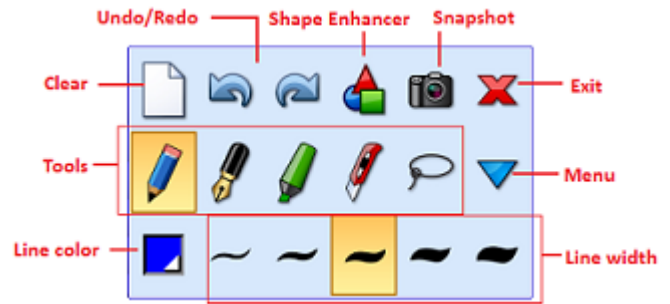 Undo/Redo
Shape Enhancer
Snapshot
Clear
Exit
Tools
Menu
Line color
Line width